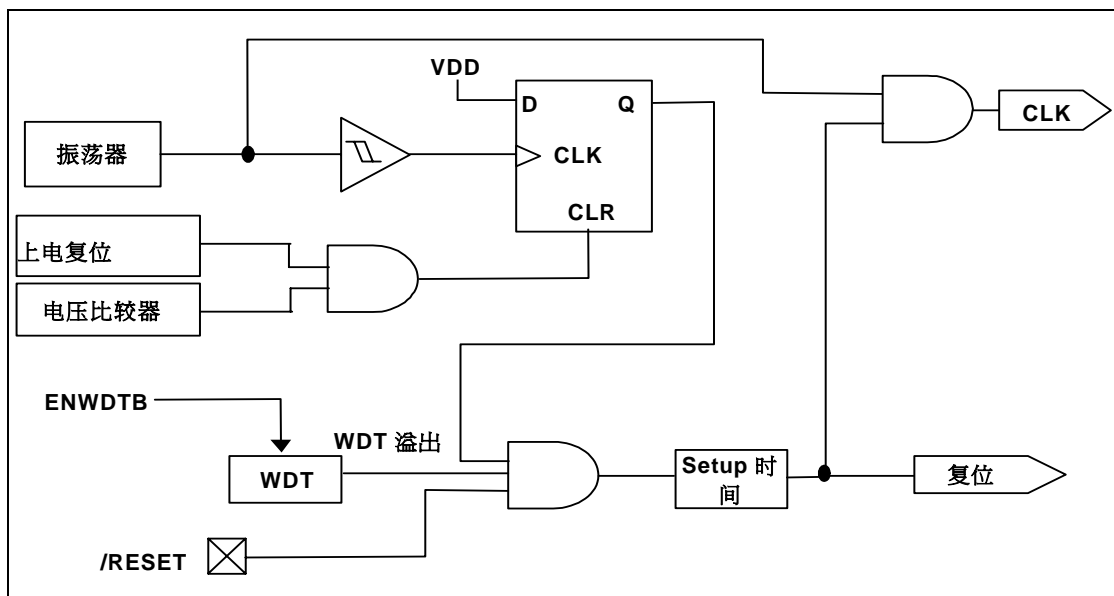 VDD
D
Q
CLK
振荡器
CLK
CLR
上电复位
电压比较器
ENWDTB
WDT 溢出
WDT
Setup 时
间
复位
/RESET